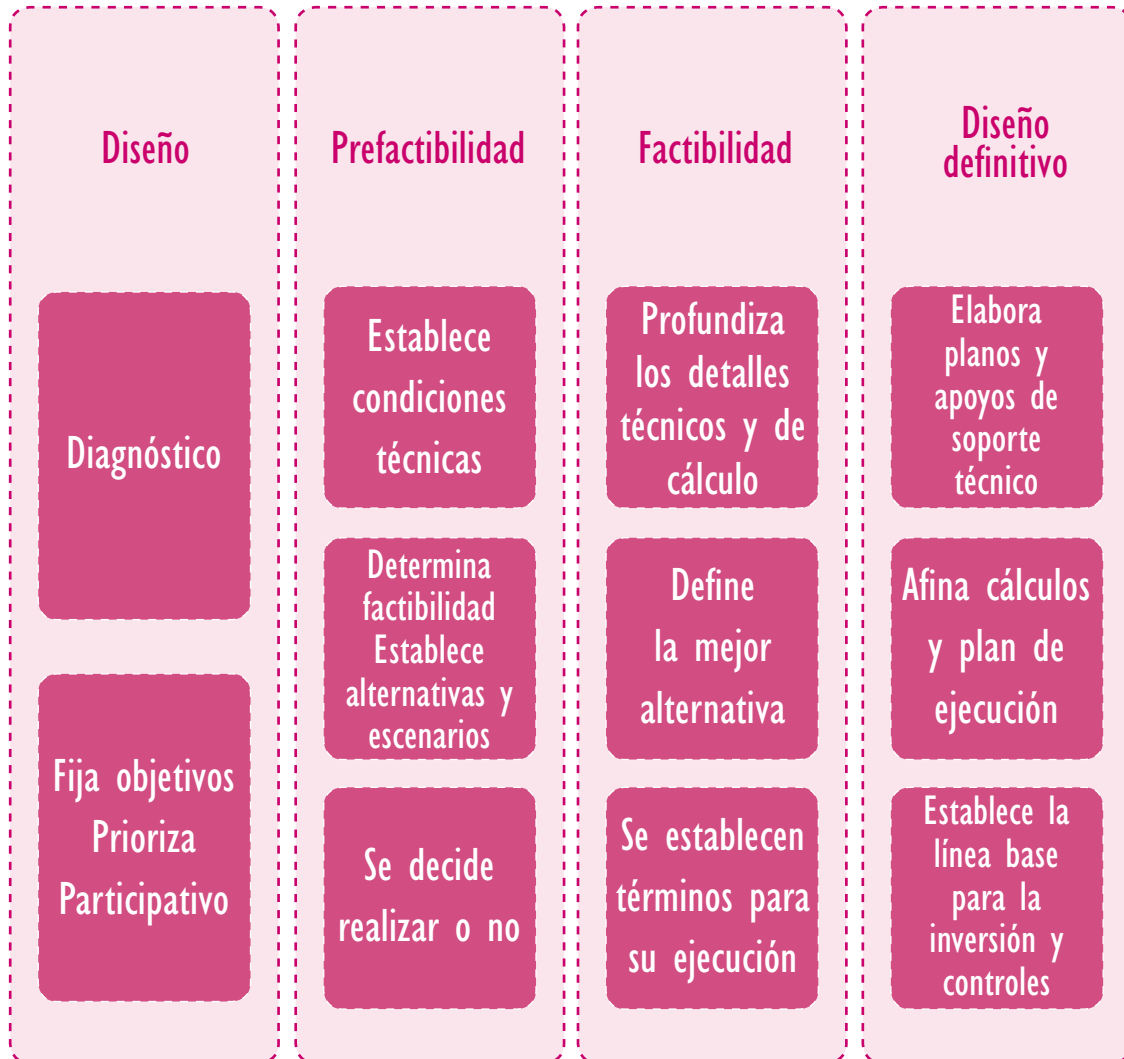 Diseño
Diagnóstico
Fija objetivos
Prioriza
Participativo
Prefactibilidad
Establece
condiciones
técnicas
Determina
factibilidad
Establece
alternativas y
escenarios
Se decide
realizar o no
Factibilidad
Profundiza
los detalles
técnicos y de
cálculo
Define
la mejor
alternativa
Se establecen
términos para
su ejecución
Diseño
definitivo
Elabora
planos y
apoyos de
soporte
técnico
Afina cálculos
y plan de
ejecución
Establece la
línea base
para la
inversión y
controles